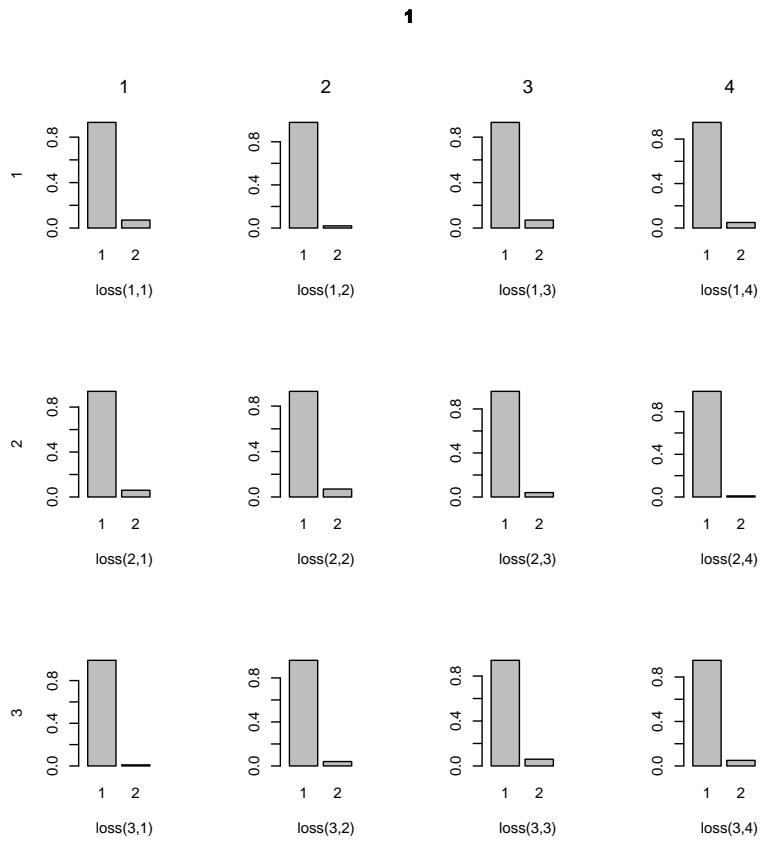 1
1 2 3 4
1
0.0 0.4 0.8 0.0 0.4 0.8 0.0 0.4 0.8 0.0 0.4 0.8
1 2 1 2 1 2 1 2
loss(1,1) loss(1,2) loss(1,3) loss(1,4)
2
0.0 0.4 0.8 0.0 0.4 0.8 0.0 0.4 0.8 0.0 0.4 0.8
1 2 1 2 1 2 1 2
loss(2,1) loss(2,2) loss(2,3) loss(2,4)
3
0.0 0.4 0.8 0.0 0.4 0.8 0.0 0.4 0.8 0.0 0.4 0.8
1 2 1 2 1 2 1 2
loss(3,1) loss(3,2) loss(3,3) loss(3,4)